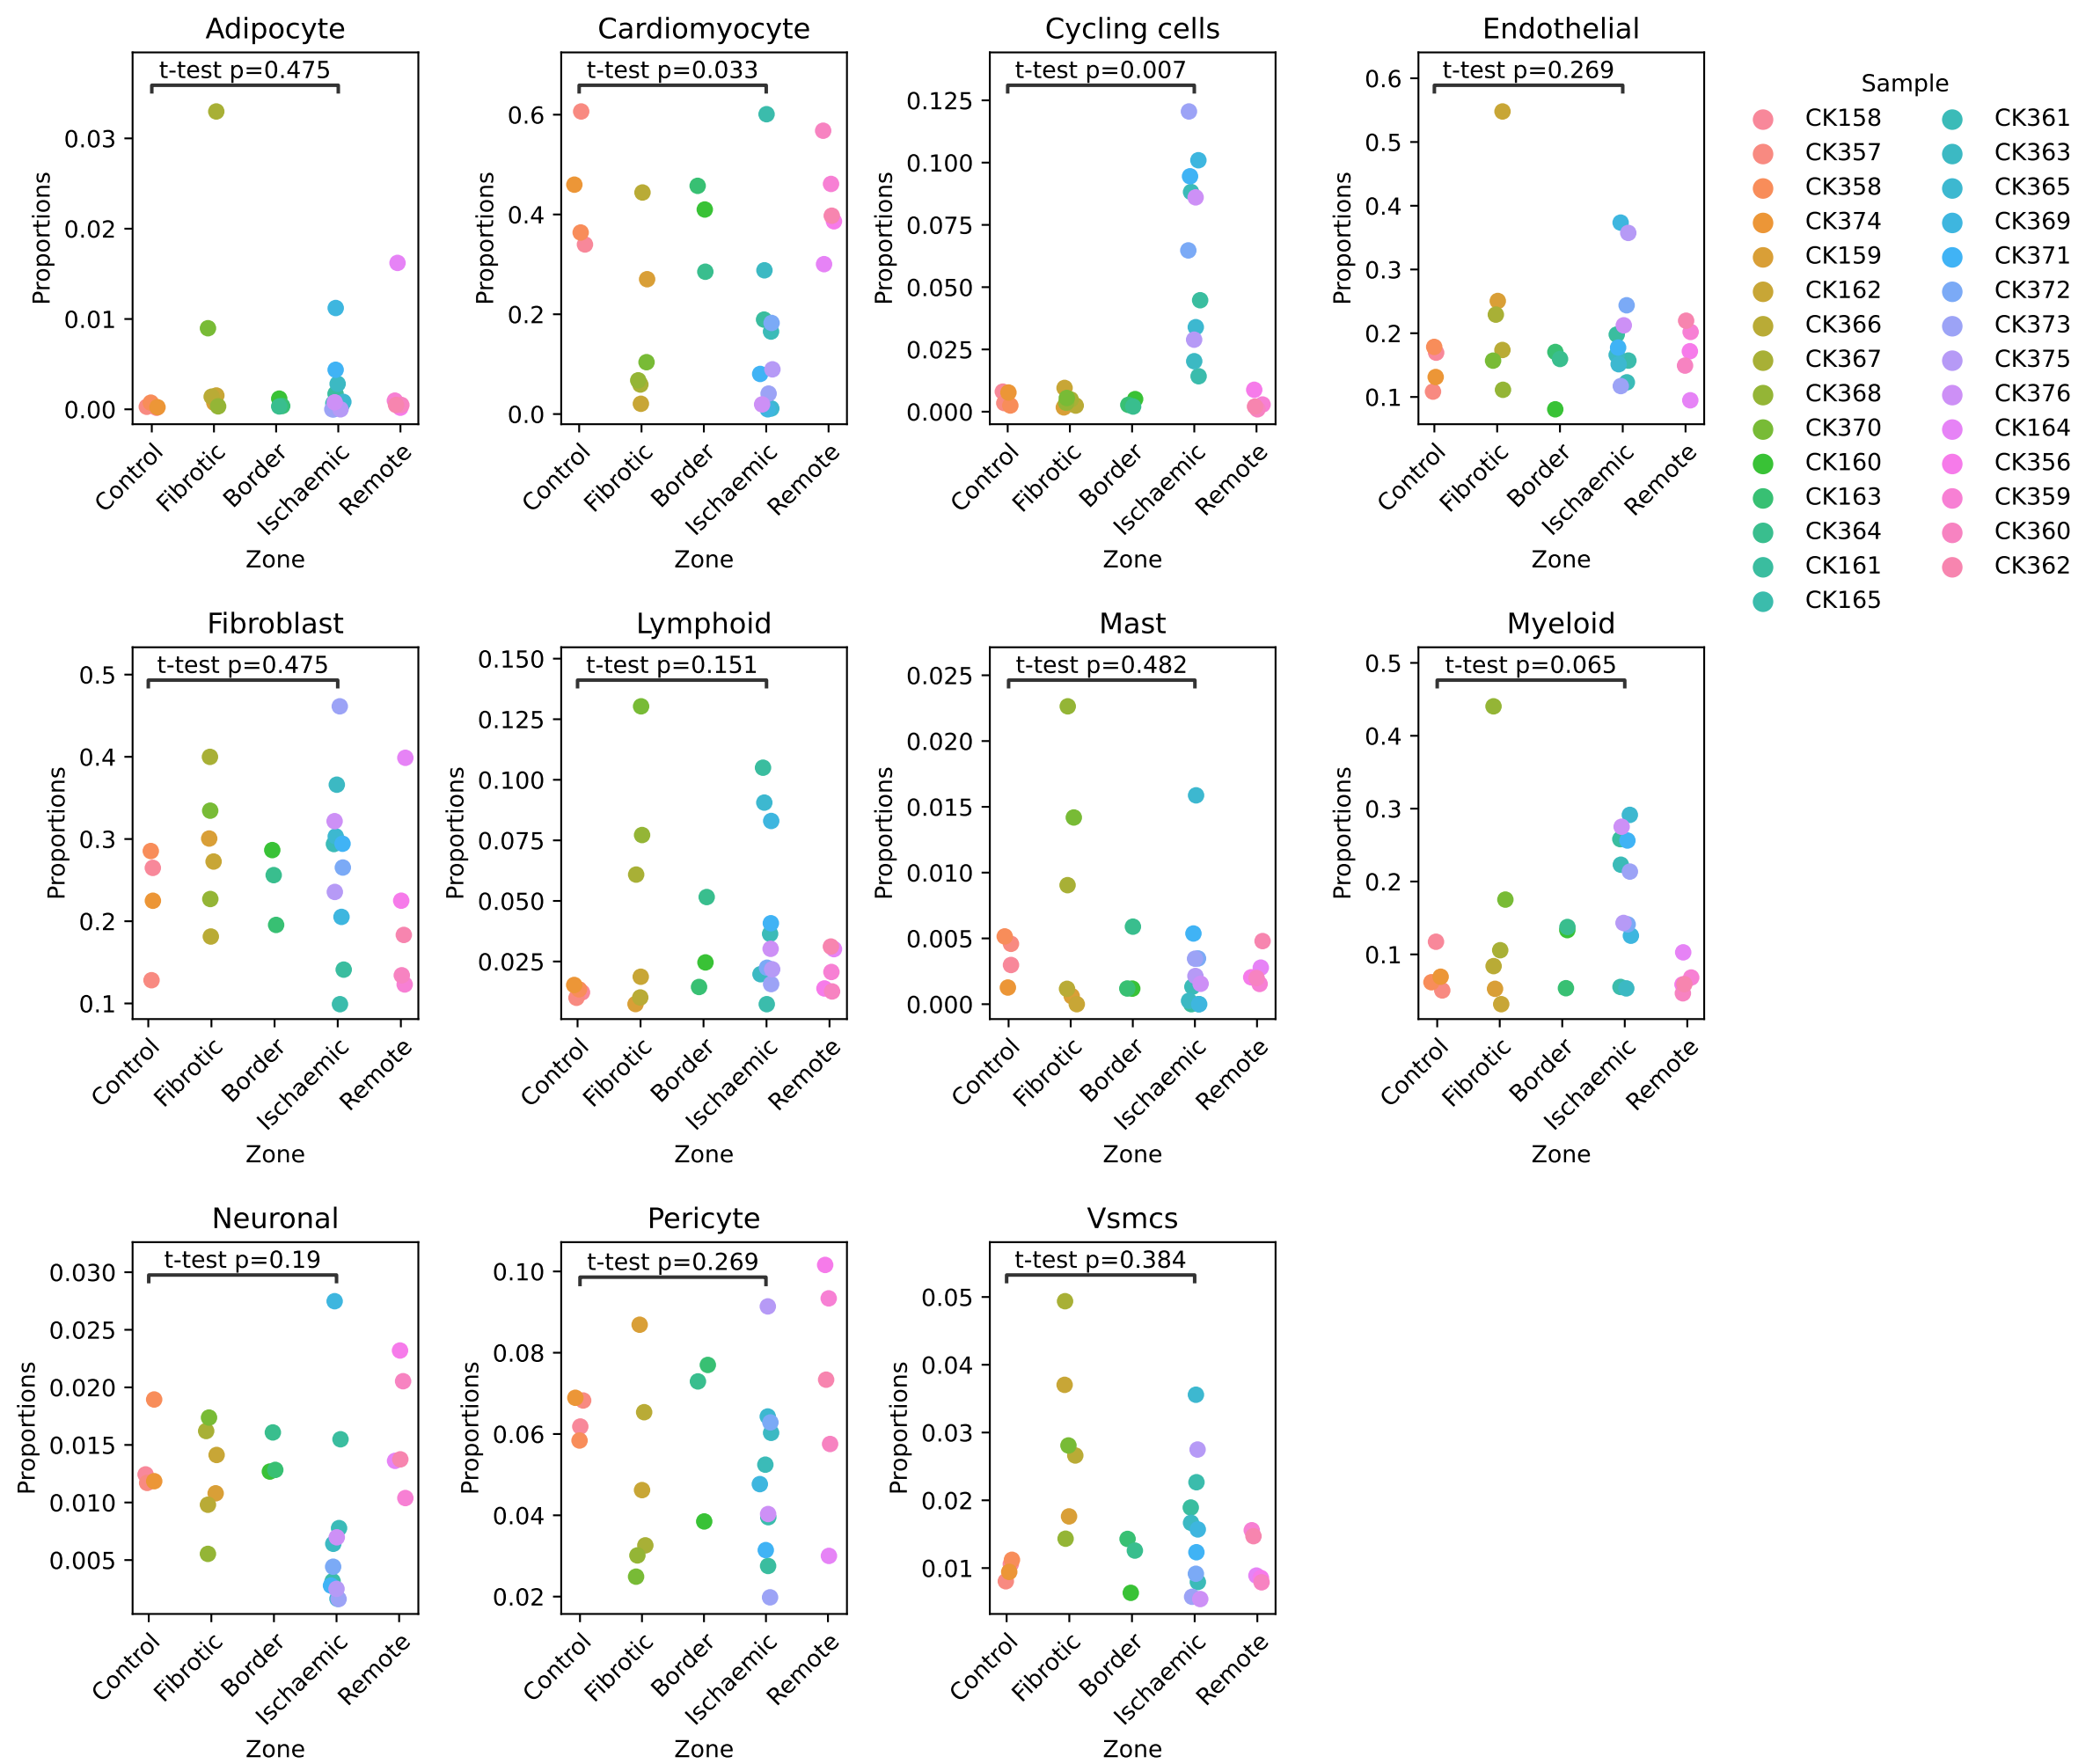 Adipocyte
t-test p=0.475
0.03
0.02
0.01
0.00
Proportions
Control
Fibrotic
Border
Ischaemic
Remote
Zone
Cardiomyocyte
t-test p=0.033
0.6
0.4
0.2
0.0
Proportions
Control
Fibrotic
Border
Ischaemic
Remote
Zone
Cycling cells
t-test p=0.007
0.125
0.100
0.075
0.050
0.025
0.000
Proportions
Control
Fibrotic
Border
Ischaemic
Remote
Zone
Endothelial
t-test p=0.269
0.6
0.5
0.4
0.3
0.2
0.1
Proportions
Control
Fibrotic
Border
Ischaemic
Remote
Zone
Sample
CK158
CK357
CK358
CK374
CK159
CK162
CK366
CK367
CK368
CK370
CK160
CK163
CK364
CK161
CK165
CK361
CK363
CK365
CK369
CK371
CK372
CK373
CK375
CK376
CK164
CK356
CK359
CK360
CK362
Fibroblast
t-test p=0.475
0.5
0.4
0.3
0.2
0.1
Proportions
Control
Fibrotic
Border
Ischaemic
Remote
Zone
Lymphoid
t-test p=0.151
0.150
0.125
0.100
0.075
0.050
0.025
Proportions
Control
Fibrotic
Border
Ischaemic
Remote
Zone
Mast
t-test p=0.482
0.025
0.020
0.015
0.010
0.005
0.000
Proportions
Control
Fibrotic
Border
Ischaemic
Remote
Zone
Myeloid
t-test p=0.065
0.5
0.4
0.3
0.2
0.1
Proportions
Control
Fibrotic
Border
Ischaemic
Remote
Zone
Neuronal
t-test p=0.19
0.030
0.025
0.020
0.015
0.010
0.005
Proportions
Control
Fibrotic
Border
Ischaemic
Remote
Zone
Pericyte
t-test p=0.269
0.10
0.08
0.06
0.04
0.02
Proportions
Control
Fibrotic
Border
Ischaemic
Remote
Zone
Vsmcs
t-test p=0.384
0.05
0.04
0.03
0.02
0.01
Proportions
Control
Fibrotic
Border
Ischaemic
Remote
Zone